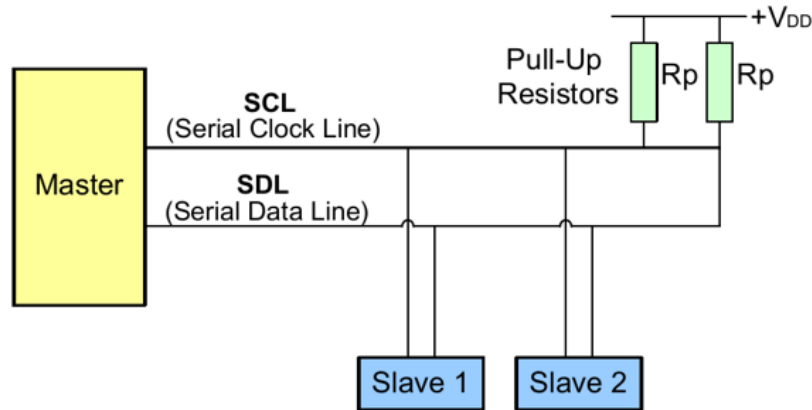 +VDD
Pull-Up
Resistors
Rp
Rp
SCL
(Serial Clock Line)
Master
SDL
(Serial Data Line)
Slave 1
Slave 2